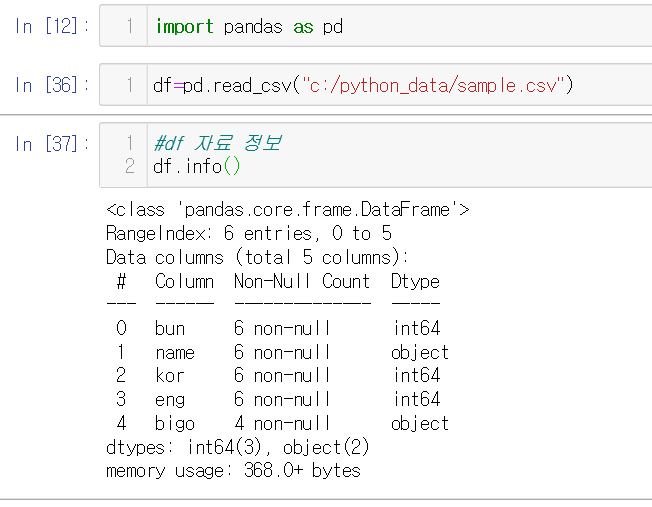 In [12]: 1 import pandas as pd
In [36]: 1 df=pd.read_csv("c:/python_data/sample.csv")
In [37]: 1 #df 자료 정보
2 df.info()
<class 'pandas.core.frame.DataFrame'>
RangeIndex: 6 entries, 0 to 5
Data columns (total 5 columns):
# Column Non-Null Count Dtype
--- ------ -------------- -----
0 bun 6 non-null int64
1 name 6 non-null object
2 kor 6 non-null int64
3 eng 6 non-null int64
4 bigo 4 non-null object
dtypes: int64(3), object(2)
memory usage: 368.0+ bytes